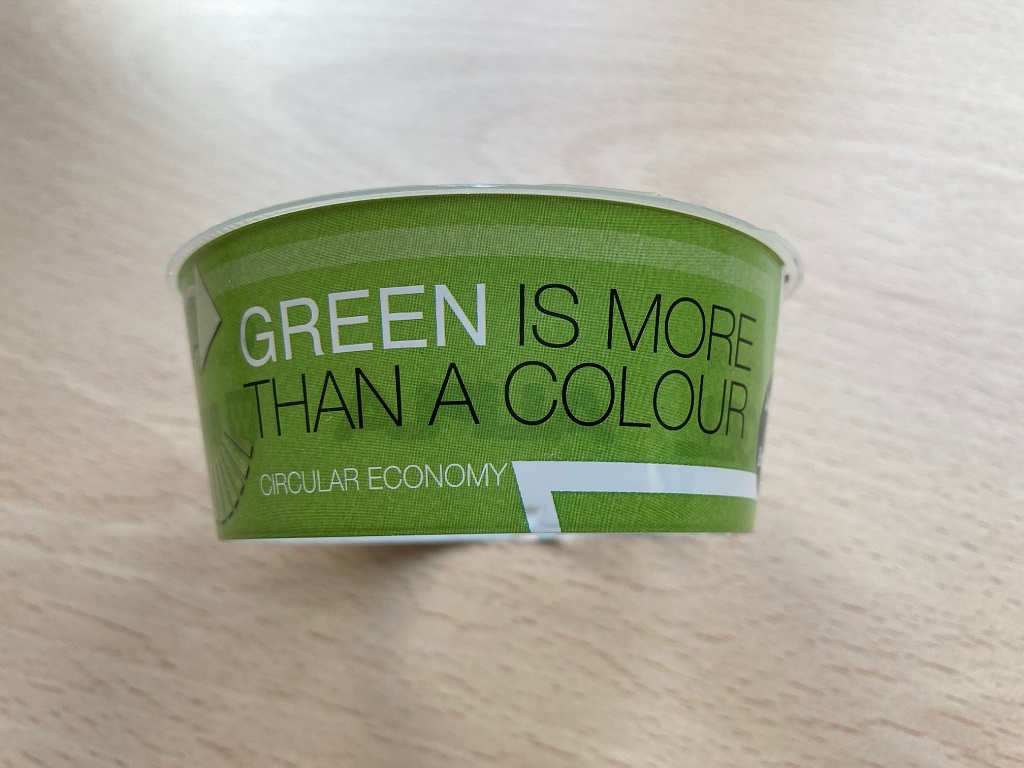 GREEN IS MORE
THAN A COLOUR
CIRCULAR ECONOMY